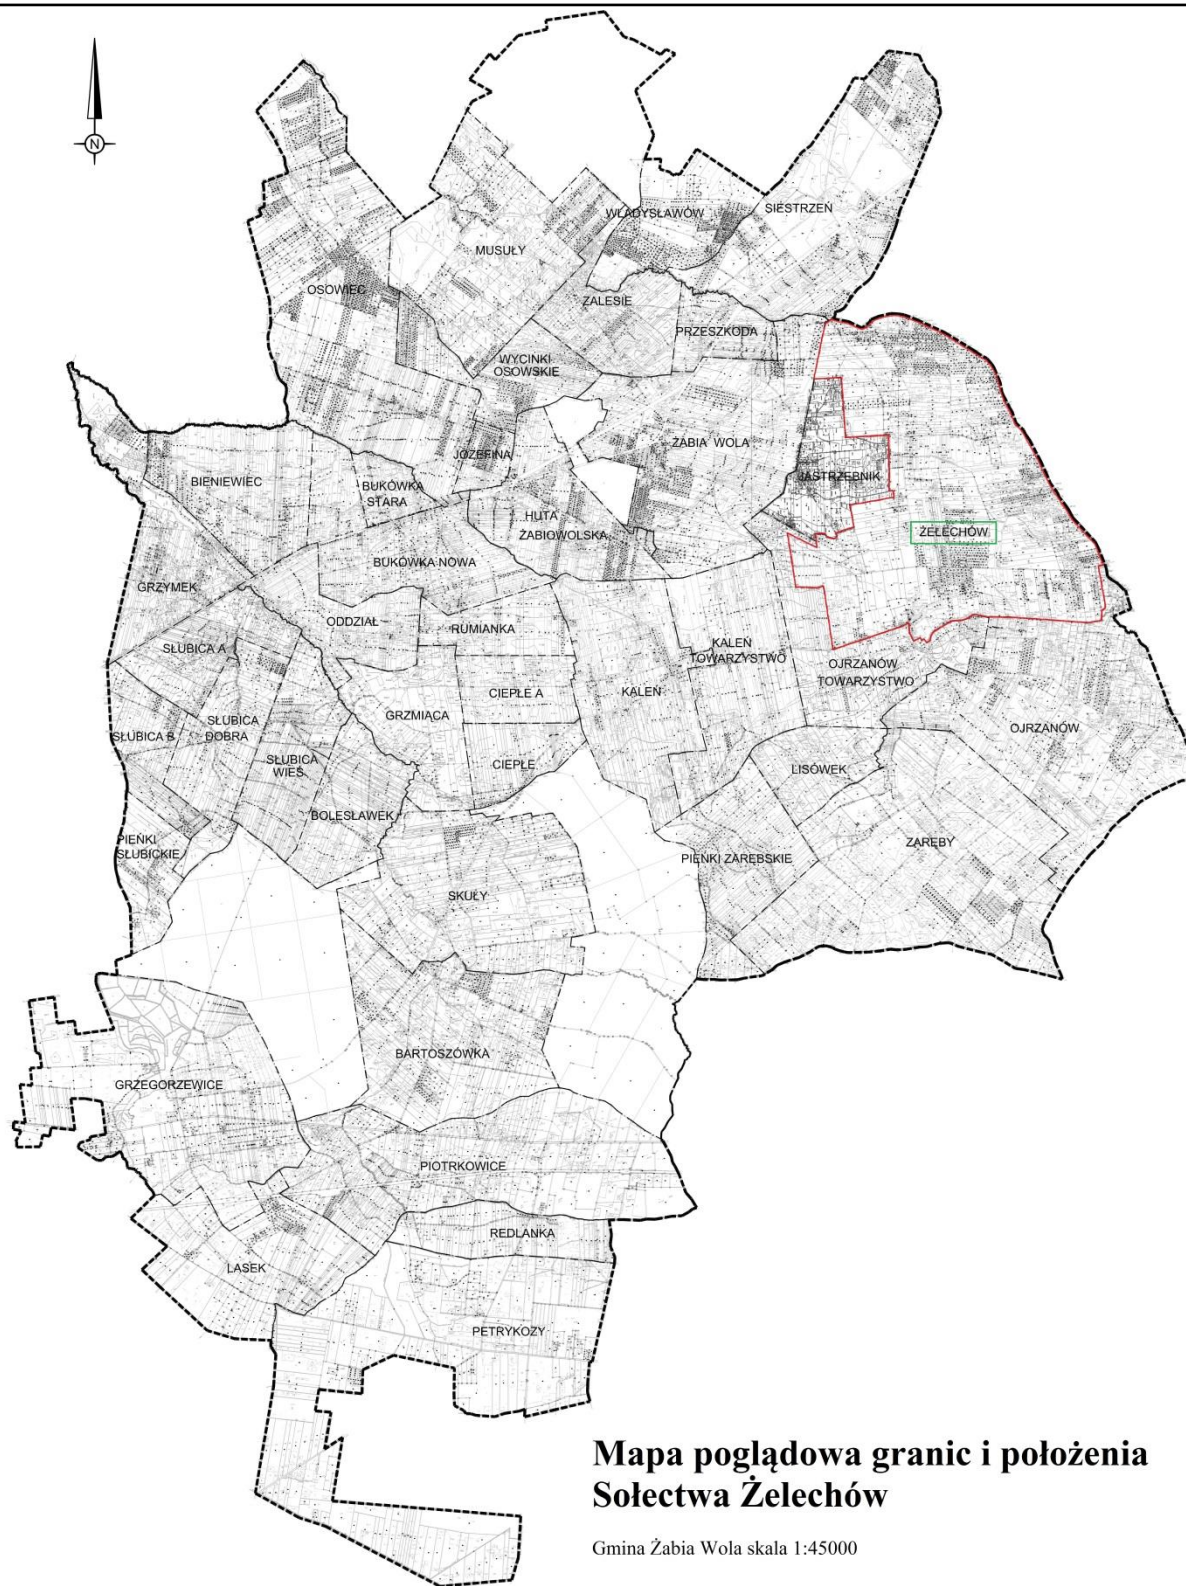 N
WŁADYSŁAWÓW
SIESTRZEŃ
MUSUŁY
OSOWIEC
ZALESIE
PRZESZKODA
WYCINKI
OSOWSKIE
ŻABIA WOLA
JÓZEFINA
JASTRZĘBNIK
BIENIEWIEC
BUKÓWKA
STARA
HUTA
ŻABIOWOLSKA
ŻELECHÓW
BUKÓWKA NOWA
GRZYMEK
ODDZIAŁ
RUMIANKA
SŁUBICA A
KALEŃ
TOWARZYSTWO
OJRZANÓW
TOWARZYSTWO
CIEPŁE A
KALEŃ
GRZMIĄCA
SŁUBICA
DOBRA
SŁUBICA B
OJRZANÓW
SŁUBICA
WIEŚ
CIEPŁE
LISÓWEK
BOLESŁAWEK
PIEŃKI
SŁUBICKIE
ZARĘBY
PIEŃKI ZARĘBSKIE
SKUŁY
BARTOSZÓWKA
GRZEGORZEWICE
PIOTRKOWICE
REDLANKA
LASEK
PETRYKOZY
Mapa poglądowa granic i położenia
Sołectwa Żelechów
Gmina Żabia Wola skala 1:45000